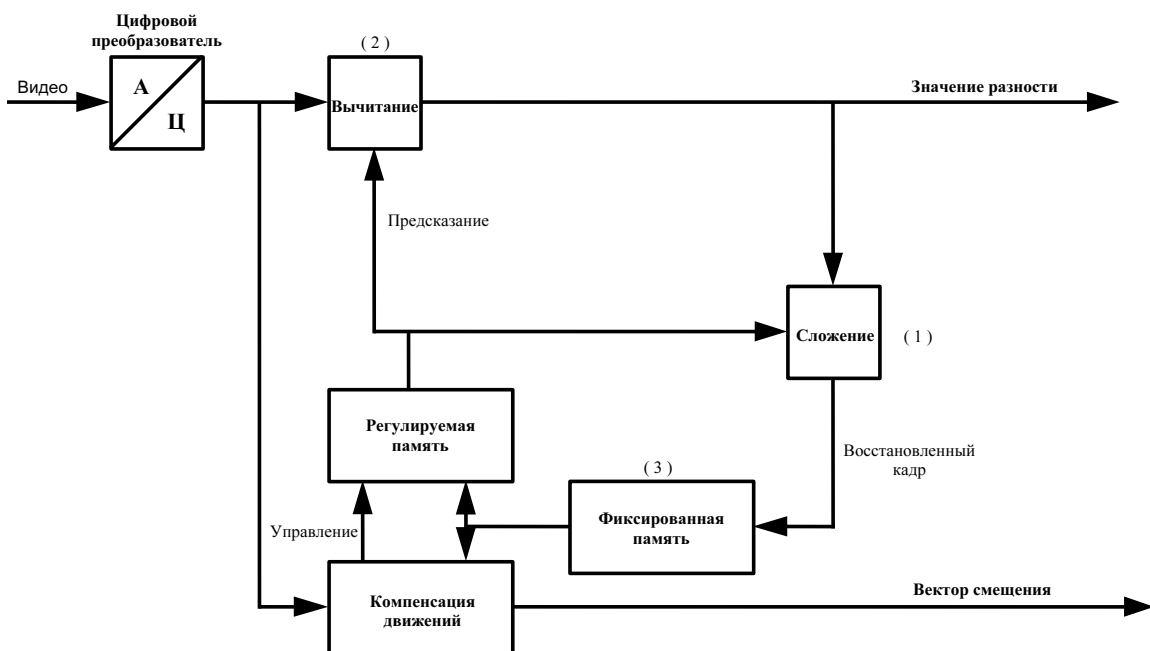 Цифровой
преобразователь
( 2 )
Видео
А
Ц
Вычитание
Значение разности
Предсказание
Сложение
( 1 )
Регулируемая
память
Восстановленный
кадр
( 3 )
Фиксированная
память
Управление
Компенсация
движений
Вектор смещения